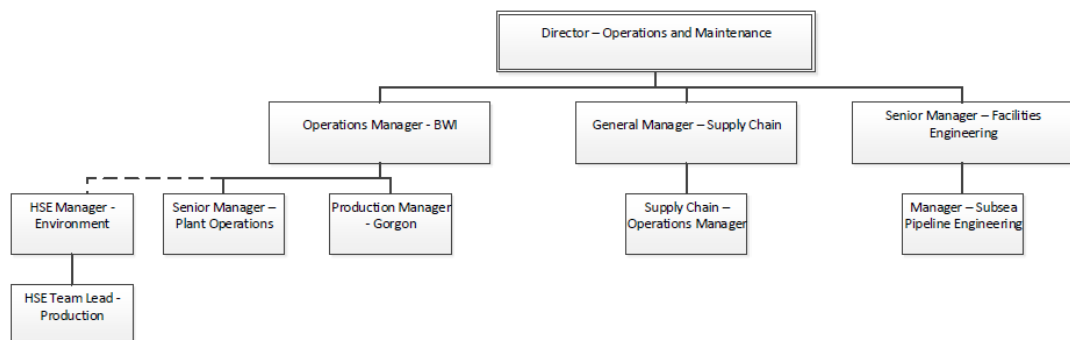 Director – Operations and Maintenance
Operations Manager - BWI
General Manager – Supply Chain
Senior Manager – Facilities
Engineering
HSE Manager -
Environment
Senior Manager –
Plant Operations
Production Manager
- Gorgon
Supply Chain –
Operations Manager
Manager – Subsea
Pipeline Engineering
HSE Team Lead -
Production